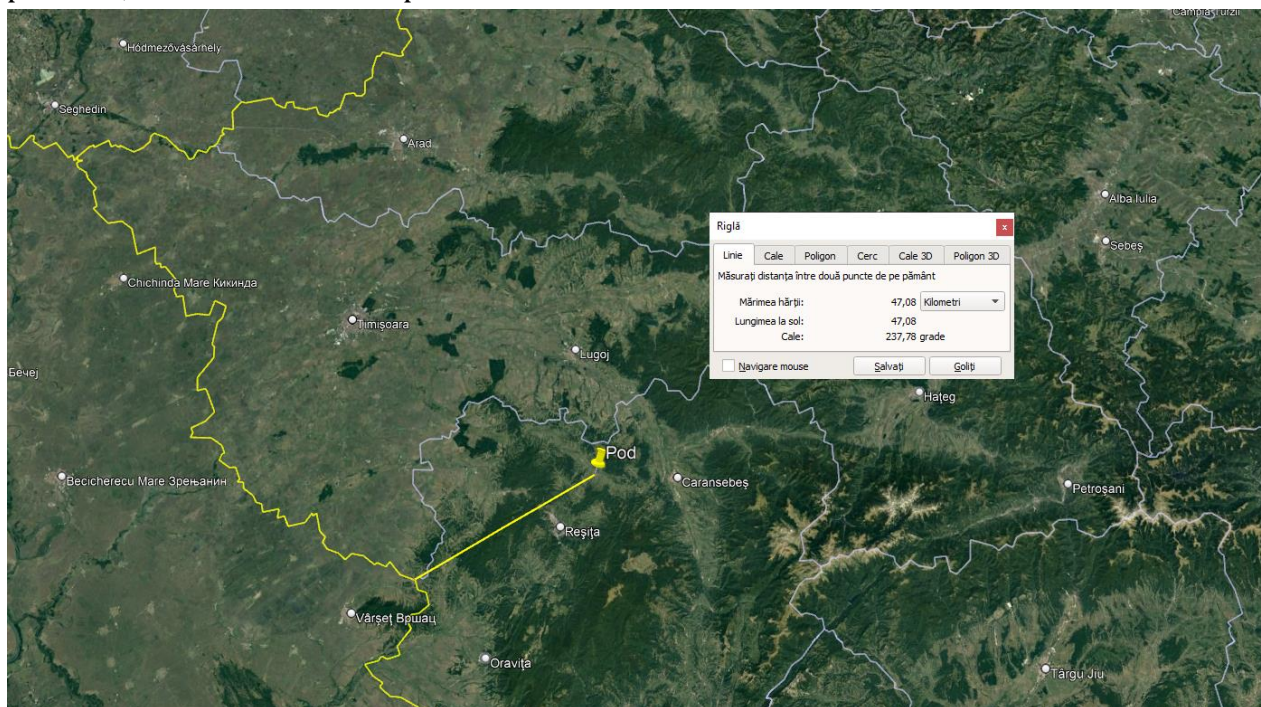 Câmpia Turzii
Hódmezővásárhely
Seghedin
Arad
Alba Iulia
Sebeș
Chichinda Mare Кикинда
Timișoara
Lugoj
Бечеј
Riglă
x
Linie Cale Poligon Cerc Cale 3D Poligon 3D
Măsurați distanța între două puncte de pe pământ
Mărimea hărții: 47,08 Kilometri
Lungimea la sol: 47,08
Cale: 237,78 grade
Navigare mouse Salvați Goliți
Hațeg
Pod
Becicherecu Mare Зрењанин
Caransebeș
Petroșani
Reșița
Vârșeț Вршац
Oravița
Târgu Jiu